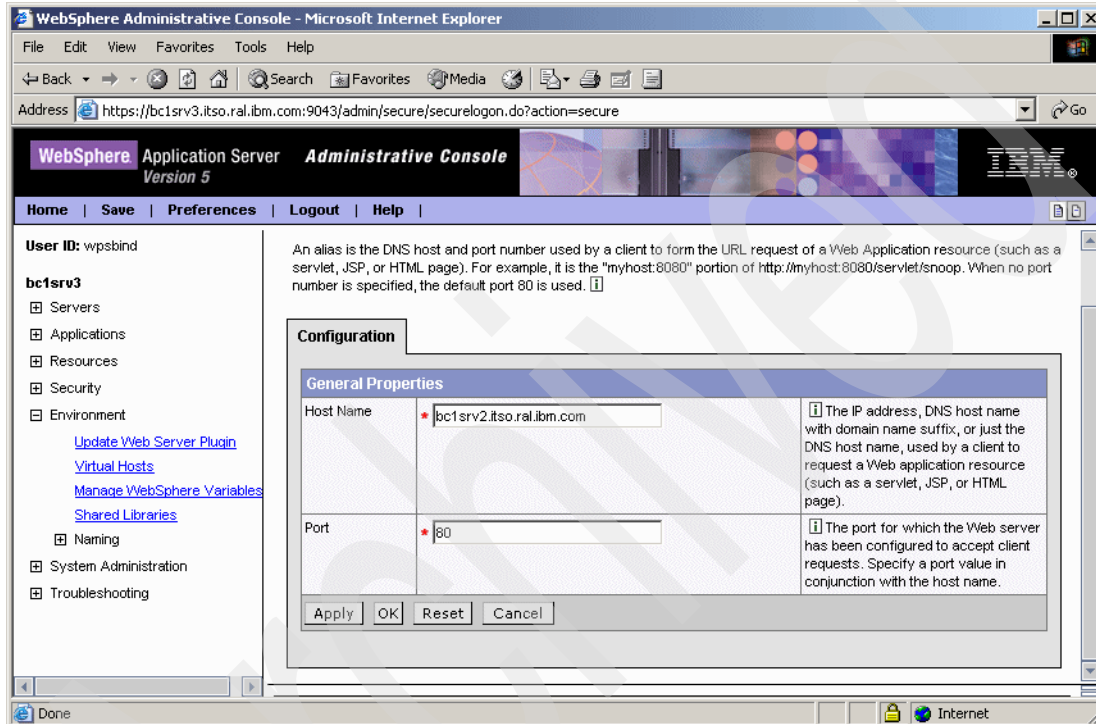 WebSphere Administrative Console - Microsoft Internet Explorer
File Edit View Favorites Tools Help
Back Search Favorites Media
Address https://bc1srv3.itso.ral.ibm.com:9043/admin/secure/securelogon.do?action=secure Go
WebSphere Application Server Administrative Console
Version 5
IBM
Home | Save | Preferences | Logout | Help |
User ID: wpsbind
bc1srv3
Servers
Applications
Resources
Security
Environment
Update Web Server Plugin
Virtual Hosts
Manage WebSphere Variables
Shared Libraries
Naming
System Administration
Troubleshooting
An alias is the DNS host and port number used by a client to form the URL request of a Web Application resource (such as a
servlet, JSP, or HTML page). For example, it is the "myhost:8080" portion of http://myhost:8080/servlet/snoop. When no port
number is specified, the default port 80 is used. i
Configuration
General Properties
Host Name * bc1srv2.itso.ral.ibm.com
i The IP address, DNS host name
with domain name suffix, or just the
DNS host name, used by a client to
request a Web application resource
(such as a servlet, JSP, or HTML
page).
Port * 80
i The port for which the Web server
has been configured to accept client
requests. Specify a port value in
conjunction with the host name.
Apply OK Reset Cancel
Done Internet